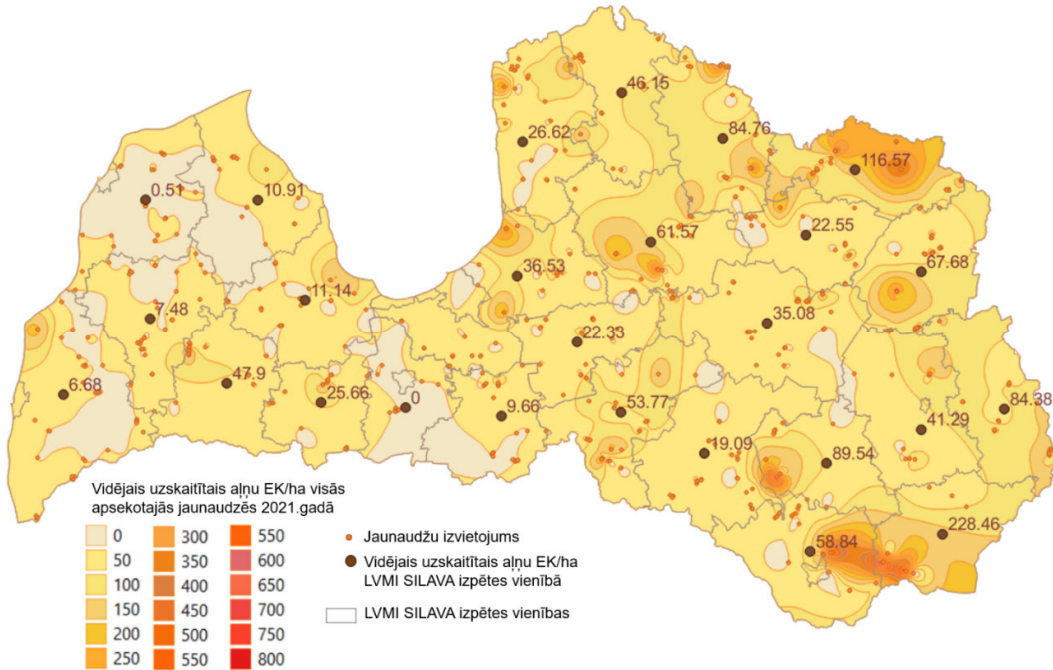 46.15
26.62
84.76
116.57
0.51
10.91
22.55
61.57
67.68
36.53
11.14
7.48
35.08
22.33
47.9
6.68
25.66
0
9.66
53.77
84.38
41.29
19.09
89.54
228.46
58.84
Vidējais uzskaitītais aļņu EK/ha visās
apsekotajās jaunaudzēs 2021.gadā
0 300 550
50 350 600
100 400 650
150 450 700
200 500 750
250 550 800
Jaunaudžu izvietojums
Vidējais uzskaitītais aļņu EK/ha
LVMI SILAVA izpētes vienībā
LVMI SILAVA izpētes vienības